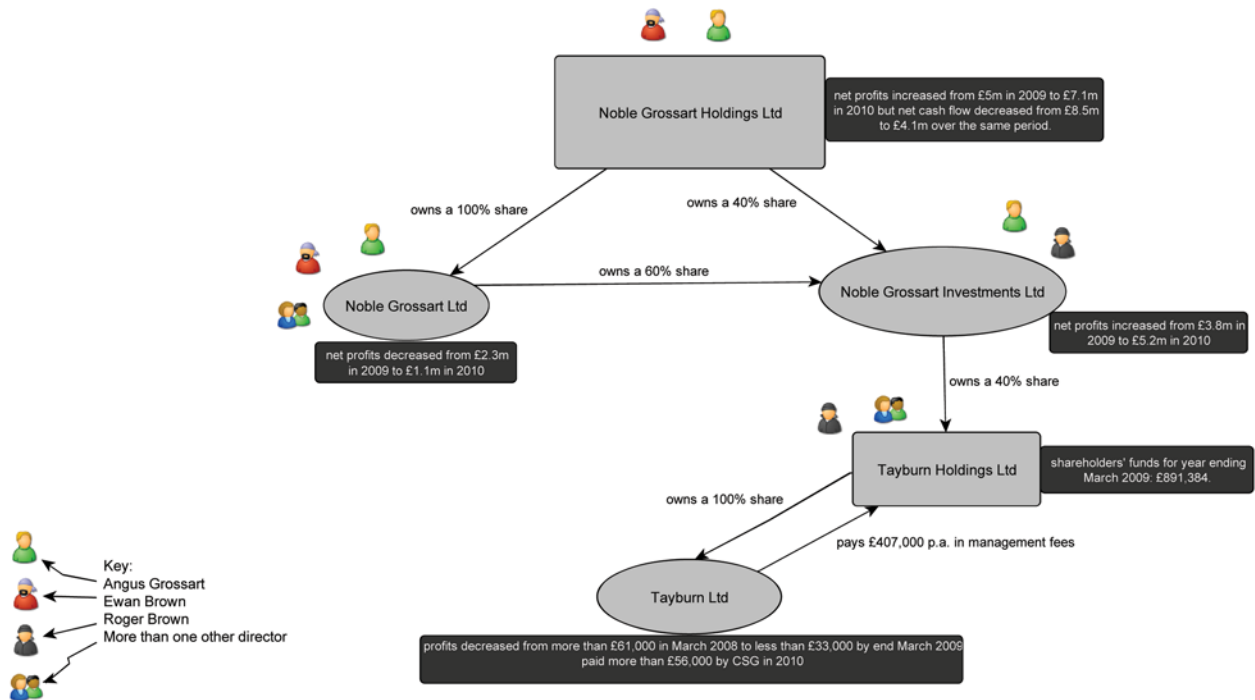 Noble Grossart Holdings Ltd
net profits increased from £5m in 2009 to £7.1m
in 2010 but net cash flow decreased from £8.5m
to £4.1m over the same period.
owns a 100% share
owns a 40% share
owns a 60% share
Noble Grossart Ltd
Noble Grossart Investments Ltd
net profits decreased from £2.3m
in 2009 to £1.1m in 2010
net profits increased from £3.8m in
2009 to £5.2m in 2010
owns a 40% share
Tayburn Holdings Ltd
shareholders' funds for year ending
March 2009: £891,384.
owns a 100% share
pays £407,000 p.a. in management fees
Tayburn Ltd
profits decreased from more than £61,000 in March 2008 to less than £33,000 by end March 2009
paid more than £56,000 by CSG in 2010
Key:
Angus Grossart
Ewan Brown
Roger Brown
More than one other director